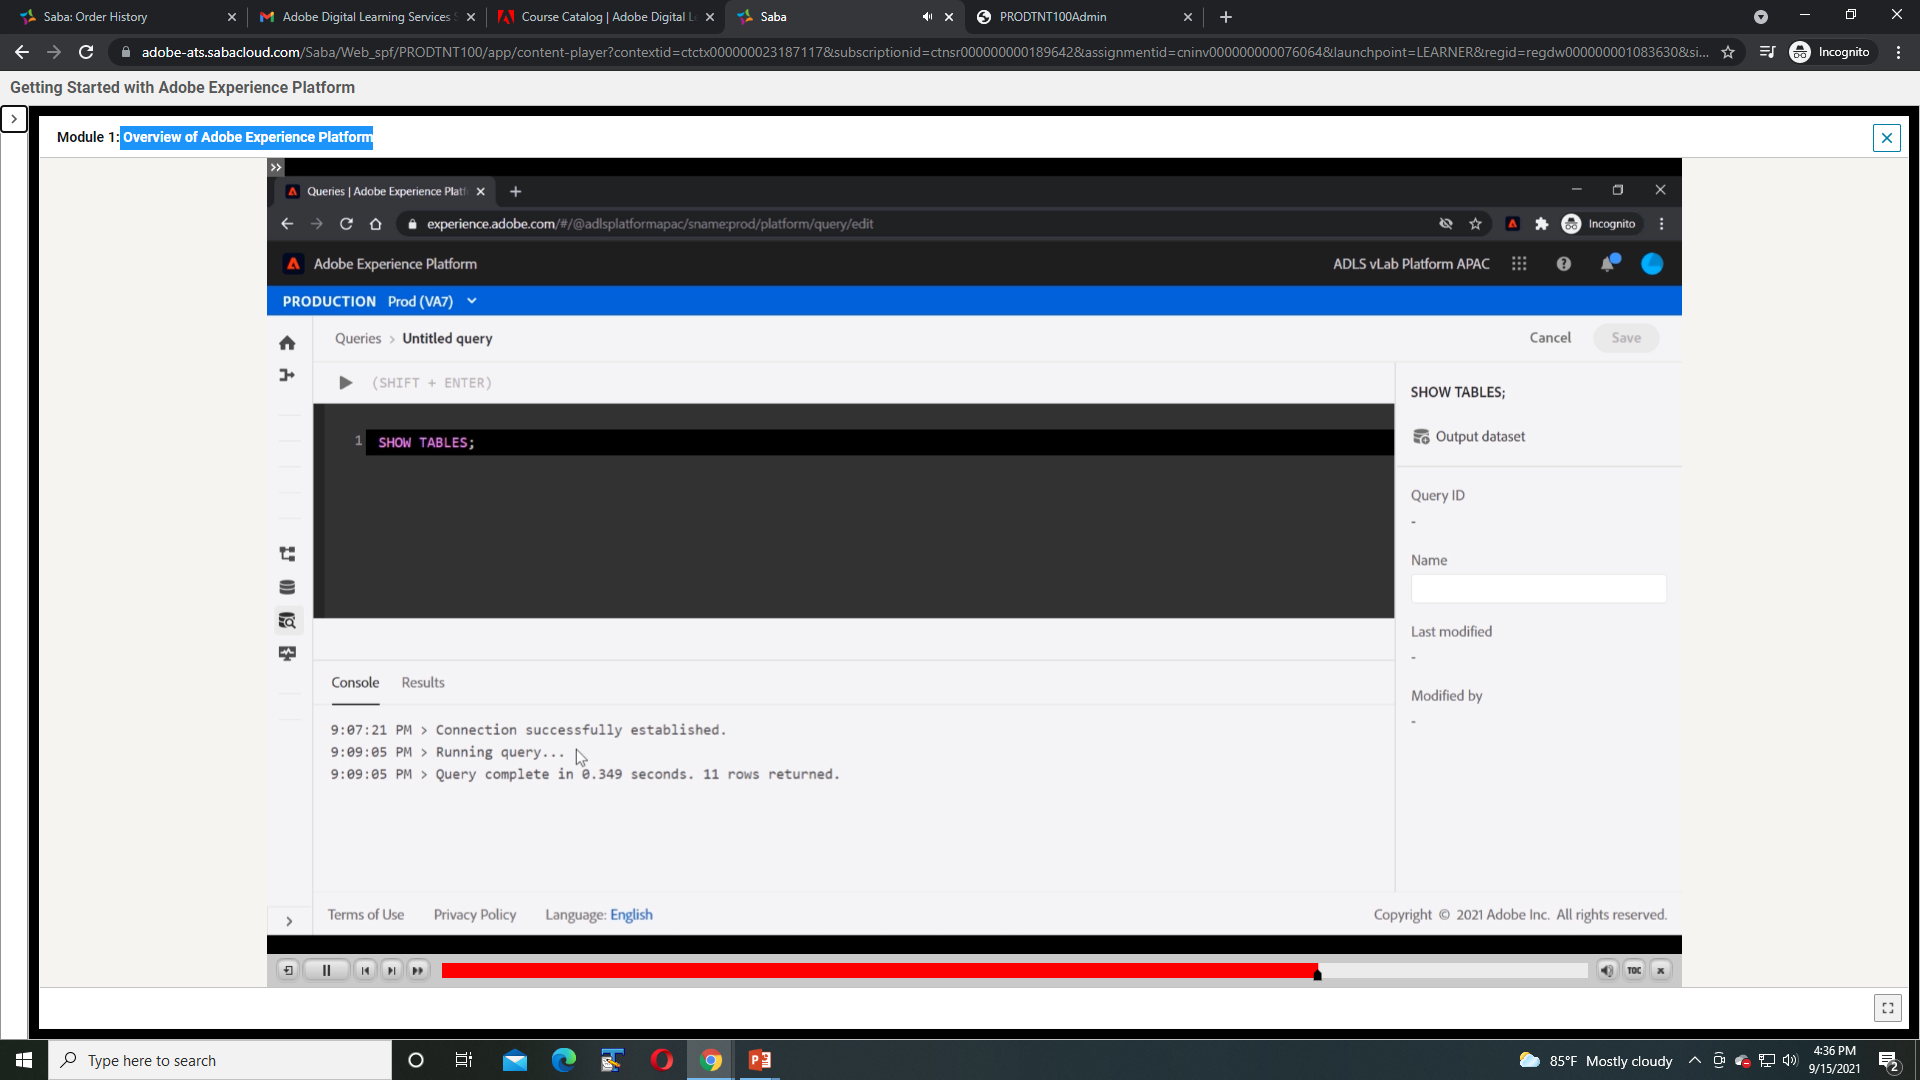 Saba: Order History
Adobe Digital Learning Services S
Course Catalog | Adobe Digital L
Saba
PRODTNT100Admin
adobe-ats.sabacloud.com/Saba/Web_spf/PRODTNT100/app/content-player?contextid=ctctx000000023187117&subscriptionid=ctnsr000000000189642&assignmentid=cninv000000000076064&launchpoint=LEARNER&regid=regdw000000001083630&si...
Incognito
Getting Started with Adobe Experience Platform
Module 1: Overview of Adobe Experience Platform
Queries | Adobe Experience Platf
experience.adobe.com/#/@adlsplatformapac/sname:prod/platform/query/edit
Incognito
Adobe Experience Platform
ADLS vLab Platform APAC
PRODUCTION Prod (VA7)
Queries > Untitled query
Cancel
Save
(SHIFT + ENTER)
1 SHOW TABLES;
SHOW TABLES;
Output dataset
Query ID
-
Name
Last modified
-
Modified by
-
Console
Results
9:07:21 PM > Connection successfully established.
9:09:05 PM > Running query...
9:09:05 PM > Query complete in 0.349 seconds. 11 rows returned.
Terms of Use
Privacy Policy
Language: English
Copyright © 2021 Adobe Inc. All rights reserved.
TOC
Type here to search
85°F Mostly cloudy
4:36 PM
9/15/2021
2